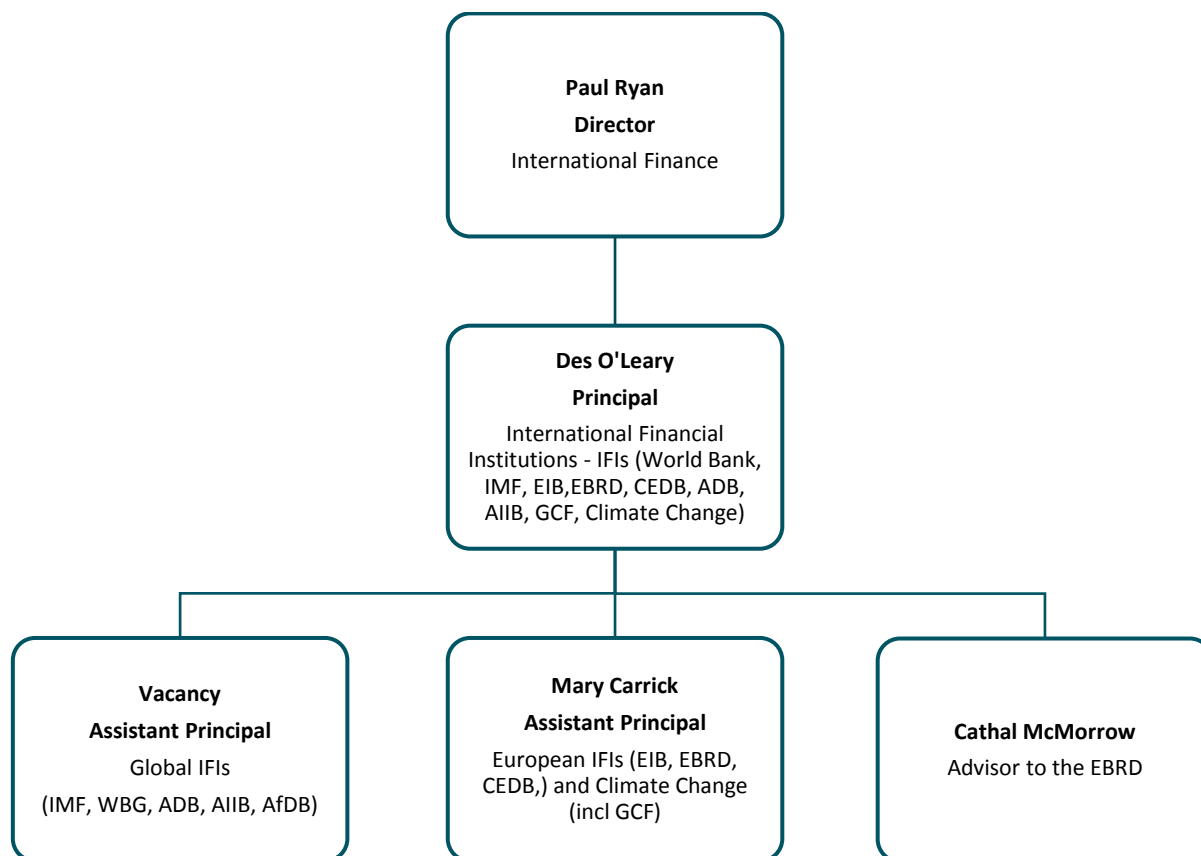 Paul Ryan
Director
International Finance
Des O'Leary
Principal
International Financial
Institutions - IFIs (World Bank,
IMF, EIB,EBRD, CEDB, ADB,
AIIB, GCF, Climate Change)
Vacancy
Assistant Principal
Global IFIs
(IMF, WBG, ADB, AIIB, AfDB)
Mary Carrick
Assistant Principal
European IFIs (EIB, EBRD,
CEDB,) and Climate Change
(incl GCF)
Cathal McMorrow
Advisor to the EBRD